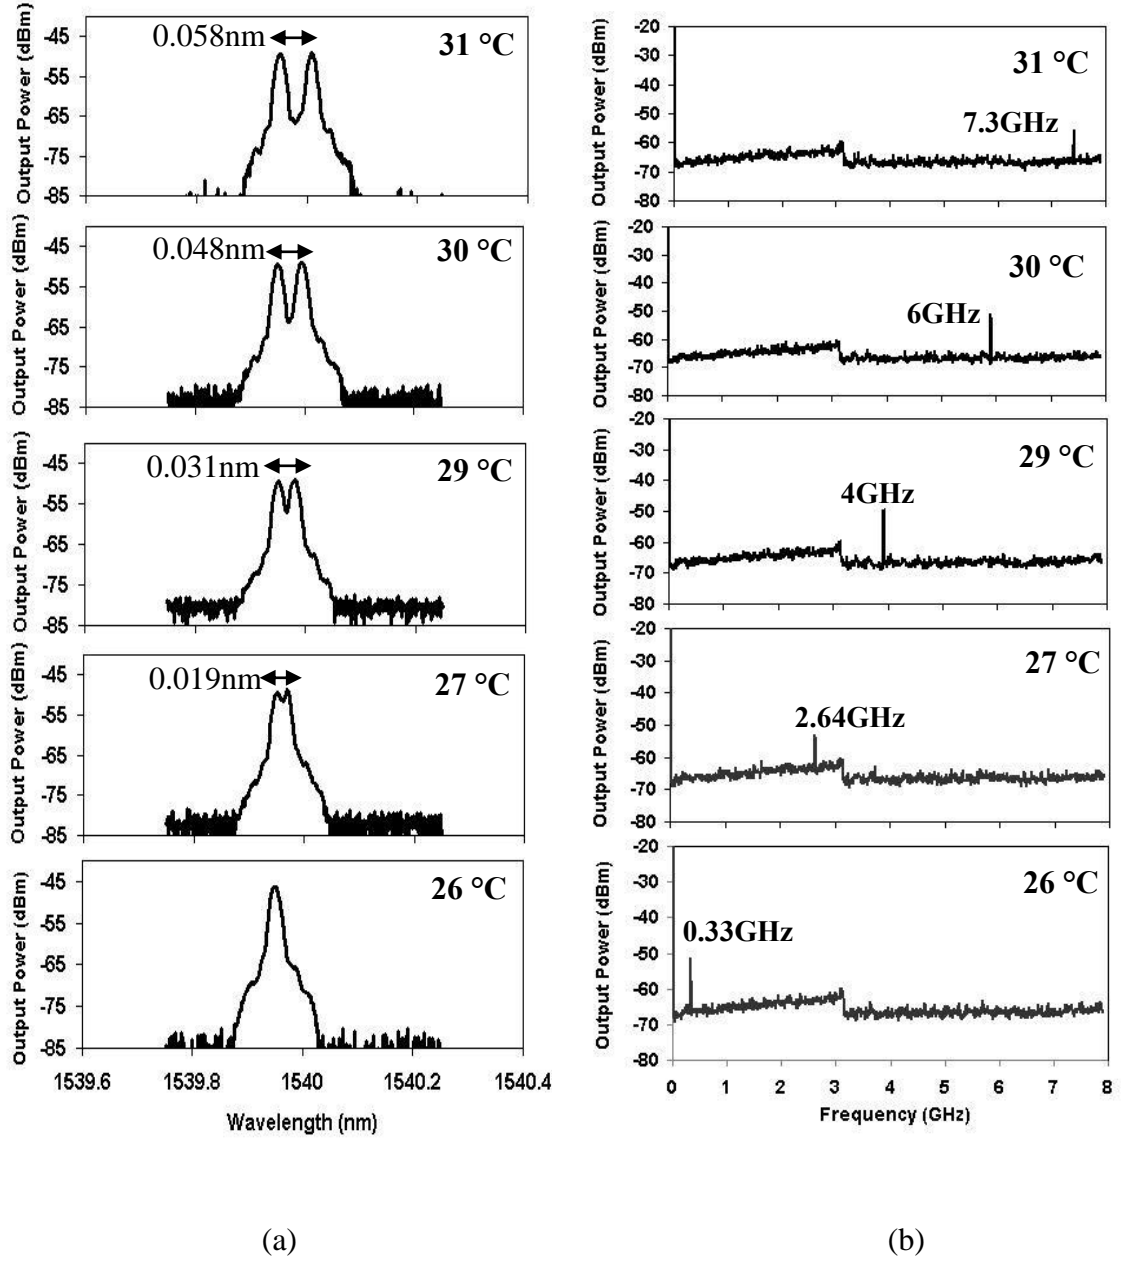 Output Power (dBm)
-45
-55
-65
-75
-85
0.058nm
31 °C
Output Power (dBm)
-45
-55
-65
-75
-85
0.048nm
30 °C
Output Power (dBm)
-45
-55
-65
-75
-85
0.031nm
29 °C
Output Power (dBm)
-45
-55
-65
-75
-85
0.019nm
27 °C
Output Power (dBm)
-45
-55
-65
-75
-85
26 °C
1539.6 1539.8 1540 1540.2 1540.4
Wavelength (nm)
(a)
Output Power (dBm)
-20
-30
-40
-50
-60
-70
-80
31 °C
7.3GHz
Output Power (dBm)
-20
-30
-40
-50
-60
-70
-80
30 °C
6GHz
Output Power (dBm)
-20
-30
-40
-50
-60
-70
-80
29 °C
4GHz
Output Power (dBm)
-20
-30
-40
-50
-60
-70
-80
27 °C
2.64GHz
Output Power (dBm)
-20
-30
-40
-50
-60
-70
-80
26 °C
0.33GHz
0 1 2 3 4 5 6 7 8
Frequency (GHz)
(b)